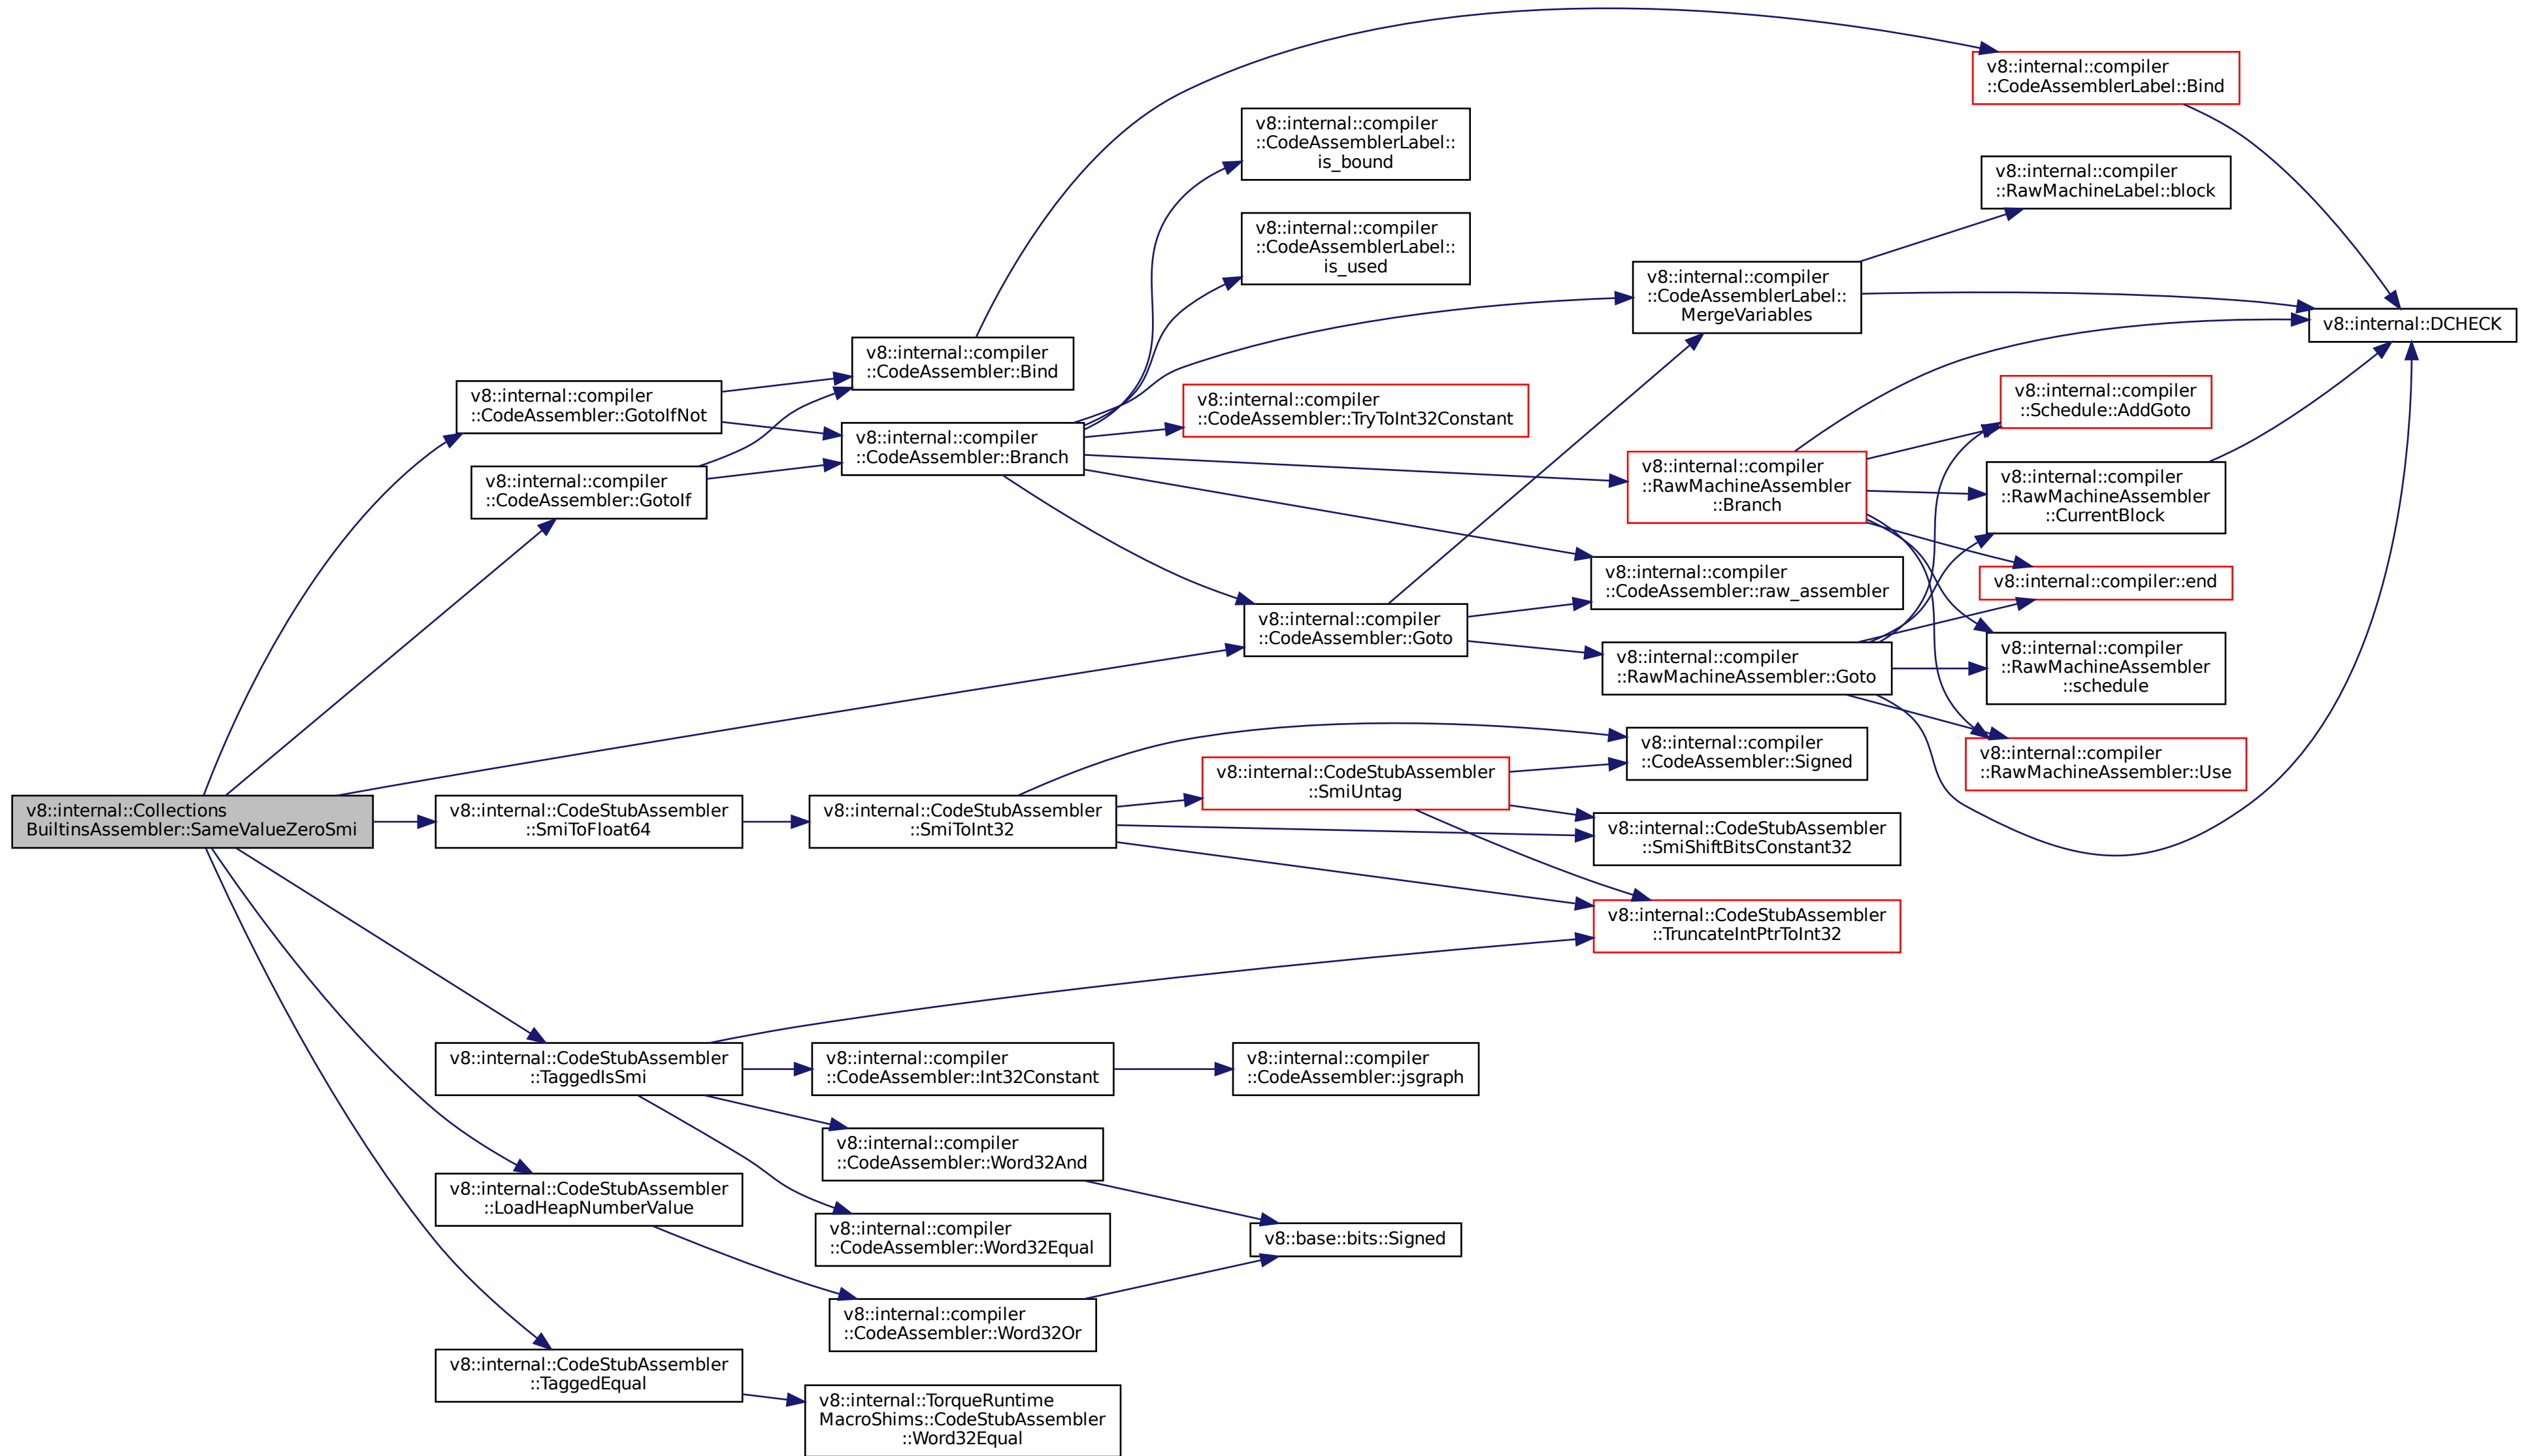 v8::internal::Collections
BuiltinsAssembler::SameValueZeroSmi
v8::internal::compiler
::CodeAssembler::GotoIfNot
v8::internal::compiler
::CodeAssembler::GotoIf
v8::internal::CodeStubAssembler
::SmiToFloat64
v8::internal::CodeStubAssembler
::TaggedIsSmi
v8::internal::CodeStubAssembler
::LoadHeapNumberValue
v8::internal::CodeStubAssembler
::TaggedEqual
v8::internal::compiler
::CodeAssembler::Bind
v8::internal::compiler
::CodeAssembler::Branch
v8::internal::CodeStubAssembler
::SmiToInt32
v8::internal::compiler
::CodeAssembler::Int32Constant
v8::internal::compiler
::CodeAssembler::Word32And
v8::internal::compiler
::CodeAssembler::Word32Equal
v8::internal::compiler
::CodeAssembler::Word32Or
v8::internal::TorqueRuntime
MacroShims::CodeStubAssembler
::Word32Equal
v8::internal::compiler
::CodeAssemblerLabel::
is_bound
v8::internal::compiler
::CodeAssemblerLabel::
is_used
v8::internal::compiler
::CodeAssembler::TryToInt32Constant
v8::internal::compiler
::CodeAssembler::Goto
v8::internal::CodeStubAssembler
::SmiUntag
v8::internal::compiler
::CodeAssembler::jsgraph
v8::base::bits::Signed
v8::internal::compiler
::CodeAssemblerLabel::
MergeVariables
v8::internal::compiler
::RawMachineAssembler
::Branch
v8::internal::compiler
::CodeAssembler::raw_assembler
v8::internal::compiler
::RawMachineAssembler::Goto
v8::internal::compiler
::CodeAssembler::Signed
v8::internal::CodeStubAssembler
::SmiShiftBitsConstant32
v8::internal::CodeStubAssembler
::TruncateIntPtrToInt32
v8::internal::compiler
::CodeAssemblerLabel::Bind
v8::internal::compiler
::RawMachineLabel::block
v8::internal::compiler
::Schedule::AddGoto
v8::internal::compiler
::RawMachineAssembler
::CurrentBlock
v8::internal::compiler::end
v8::internal::compiler
::RawMachineAssembler
::schedule
v8::internal::compiler
::RawMachineAssembler::Use
v8::internal::DCHECK